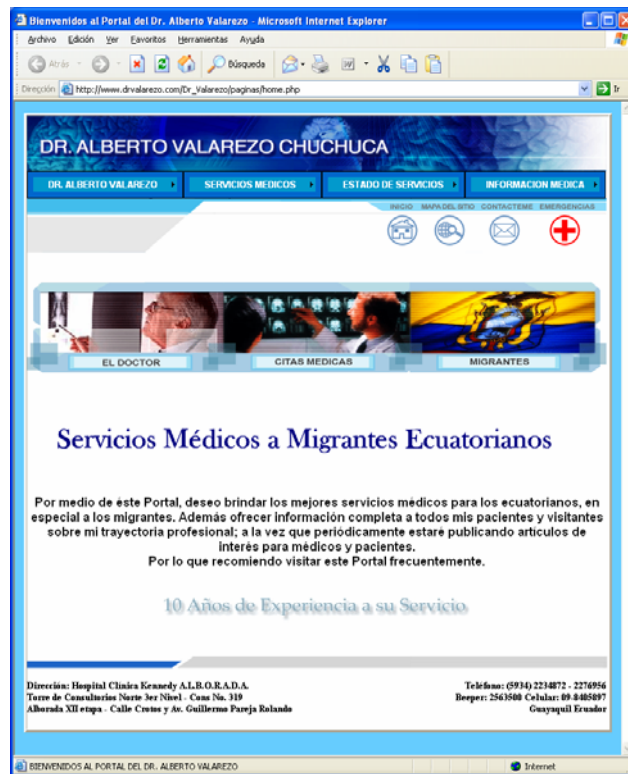 Bienvenidos al Portal del Dr. Alberto Valarezo - Microsoft Internet Explorer
Archivo Edición Ver Favoritos Herramientas Ayuda
Atrás Búsqueda
Dirección http://www.drvalarezo.com/Dr_Valarezo/paginas/home.php Ir
DR. ALBERTO VALAREZO CHUCHUCA
DR. ALBERTO VALAREZO SERVICIOS MEDICOS ESTADO DE SERVICIOS INFORMACION MEDICA
INICIO MAPA DEL SITIO CONTACTEME EMERGENCIAS
EL DOCTOR CITAS MEDICAS MIGRANTES
Servicios Médicos a Migrantes Ecuatorianos
Por medio de éste Portal, deseo brindar los mejores servicios médicos para los ecuatorianos, en
especial a los migrantes. Además ofrecer información completa a todos mis pacientes y visitantes
sobre mi trayectoria profesional; a la vez que periódicamente estaré publicando artículos de
interés para médicos y pacientes.
Por lo que recomiendo visitar este Portal frecuentemente.
10 Años de Experiencia a su Servicio
Dirección: Hospital Clínica Kennedy A.L.B.O.R.A.D.A. Teléfono: (5934) 2234872 - 2276956
Torre de Consultorios Norte 3er Nivel - Cons No. 319 Beeper: 2563500 Celular: 09-8405897
Alborada XII etapa - Calle Crotos y Av. Guillermo Pareja Rolando Guayaquil Ecuador
BIENVENIDOS AL PORTAL DEL DR. ALBERTO VALAREZO Internet